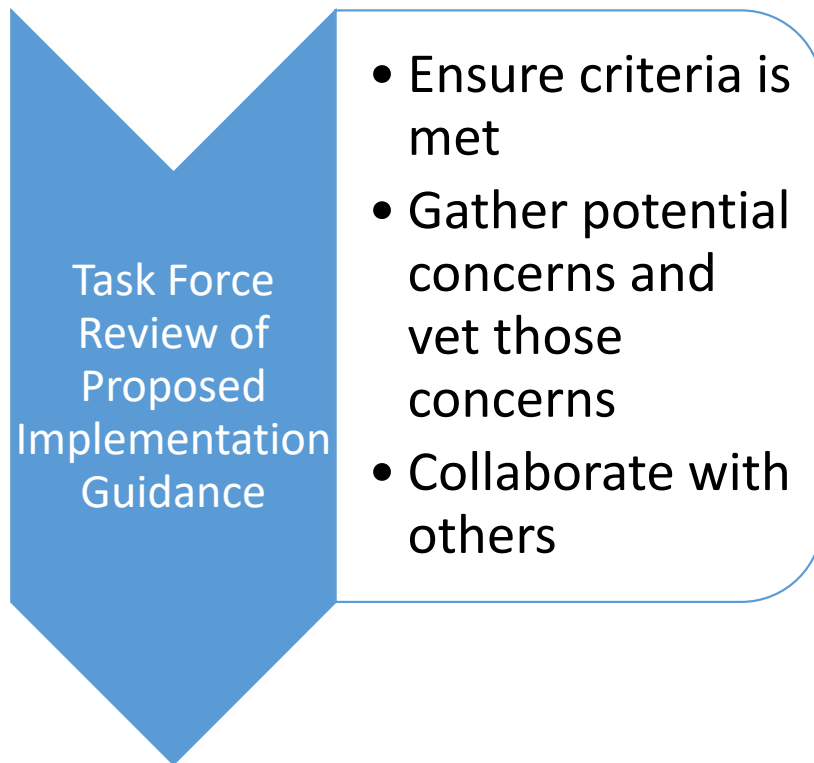 Task Force
Review of
Proposed
Implementation
Guidance
• Ensure criteria is
met
• Gather potential
concerns and
vet those
concerns
• Collaborate with
others